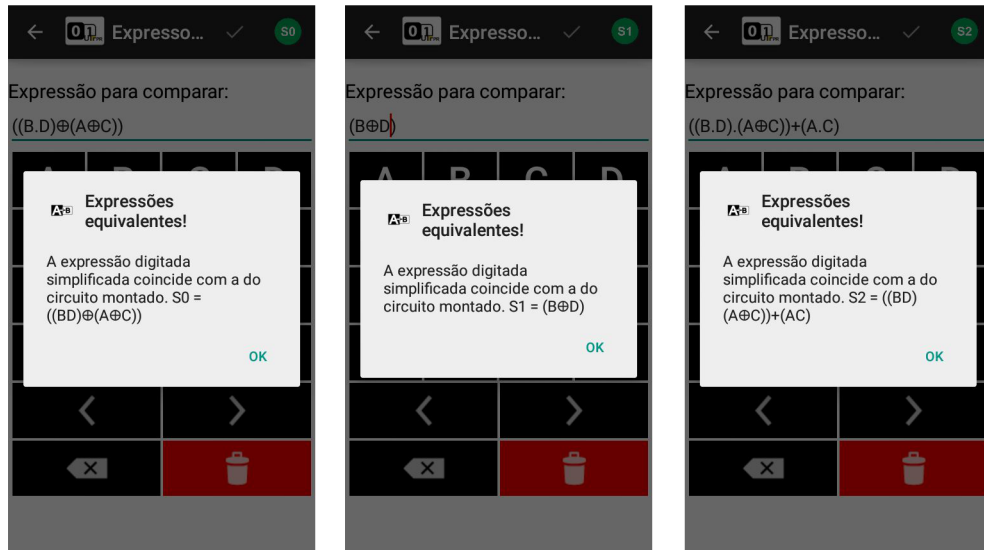 Expresso...
S0
Expressão para comparar:
((B.D)⊕(A⊕C))
Expressões
equivalentes!
A expressão digitada
simplificada coincide com a do
circuito montado. S0 =
((BD)⊕(A⊕C))
OK
Expresso...
S1
Expressão para comparar:
(B⊕D)
Expressões
equivalentes!
A expressão digitada
simplificada coincide com a do
circuito montado. S1 = (B⊕D)
OK
Expresso...
S2
Expressão para comparar:
((B.D).(A⊕C))+(A.C)
Expressões
equivalentes!
A expressão digitada
simplificada coincide com a do
circuito montado. S2 = ((BD)
(A⊕C))+(AC)
OK